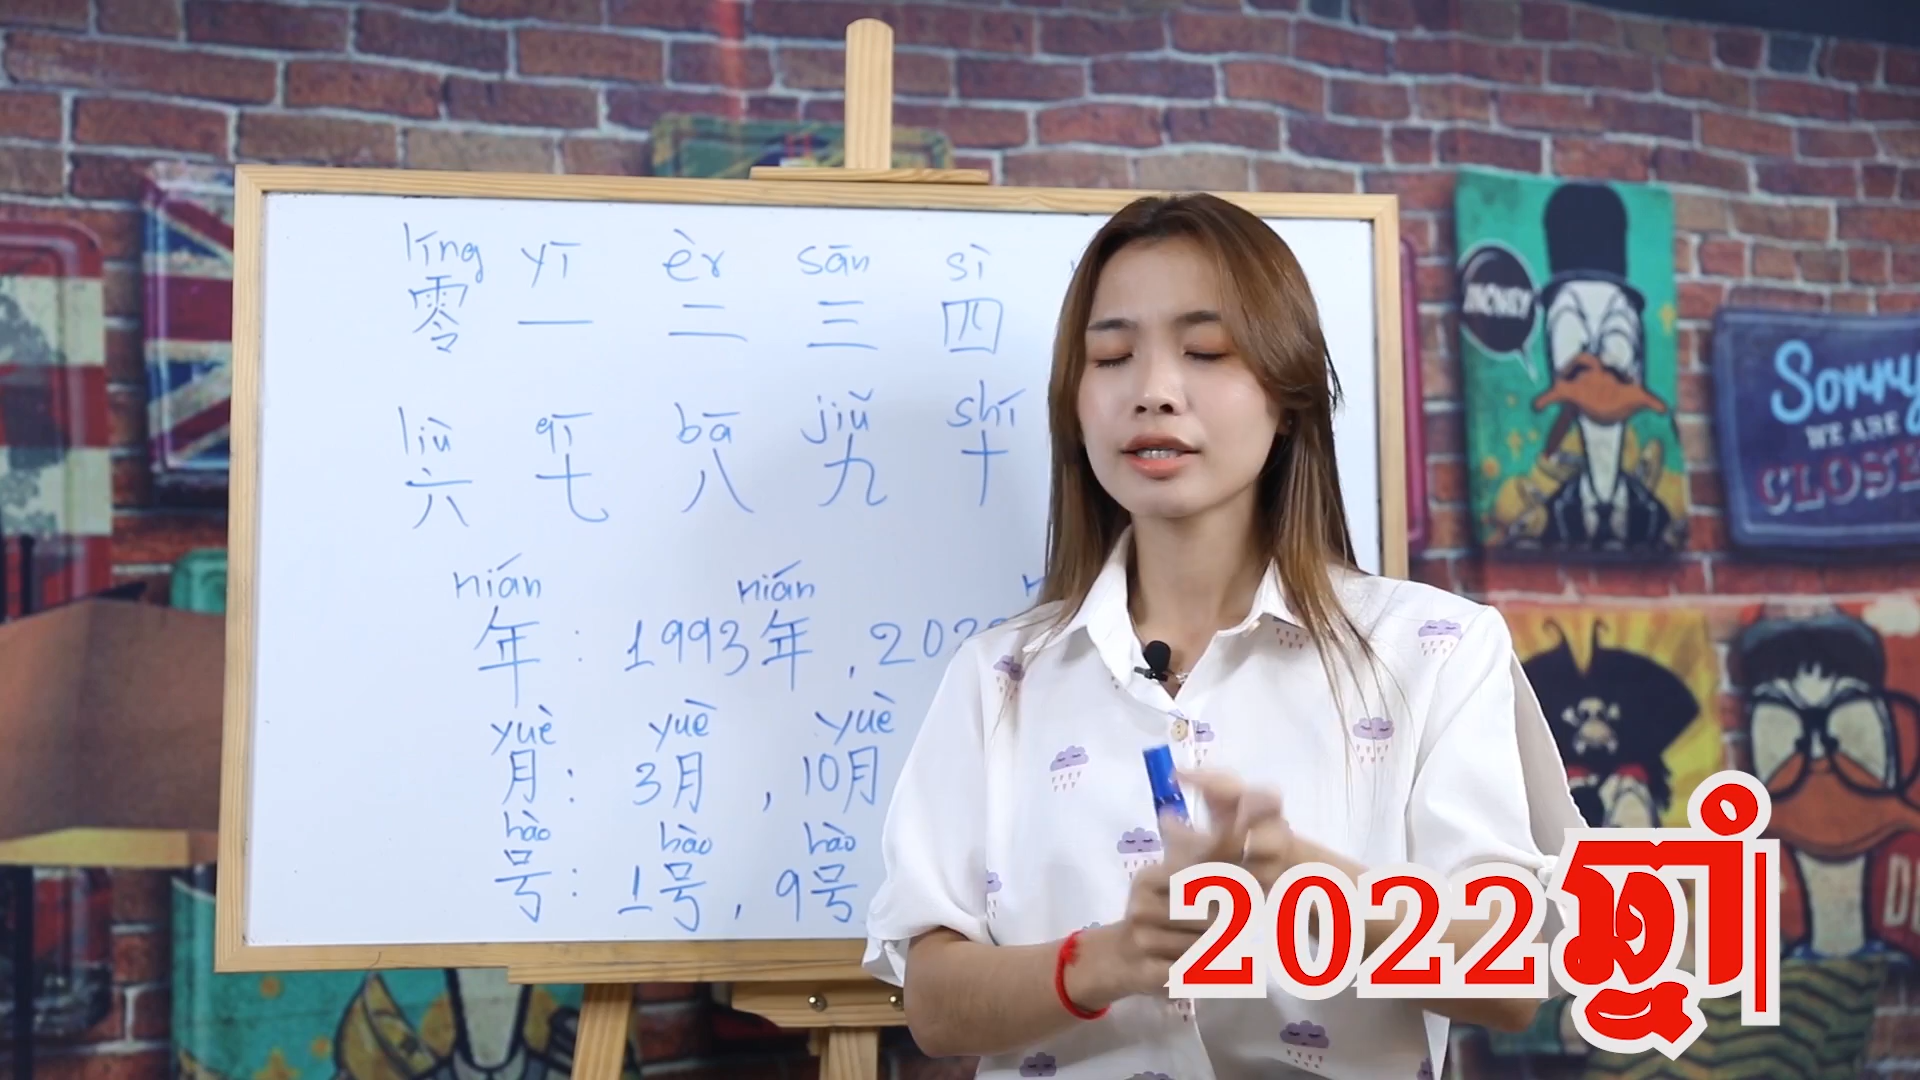 líng yī èr sān sì
零 一 二 三 四
liù qī bā jiǔ shí
六 七 八 九 十
nián nián
年: 1993年, 202
yuè yuè yuè
月: 3月, 10月
hào hào hào
号: 1号, 9号
MONEY
Sorry
WE ARE
CLOSE
2022ឆ្នាំ